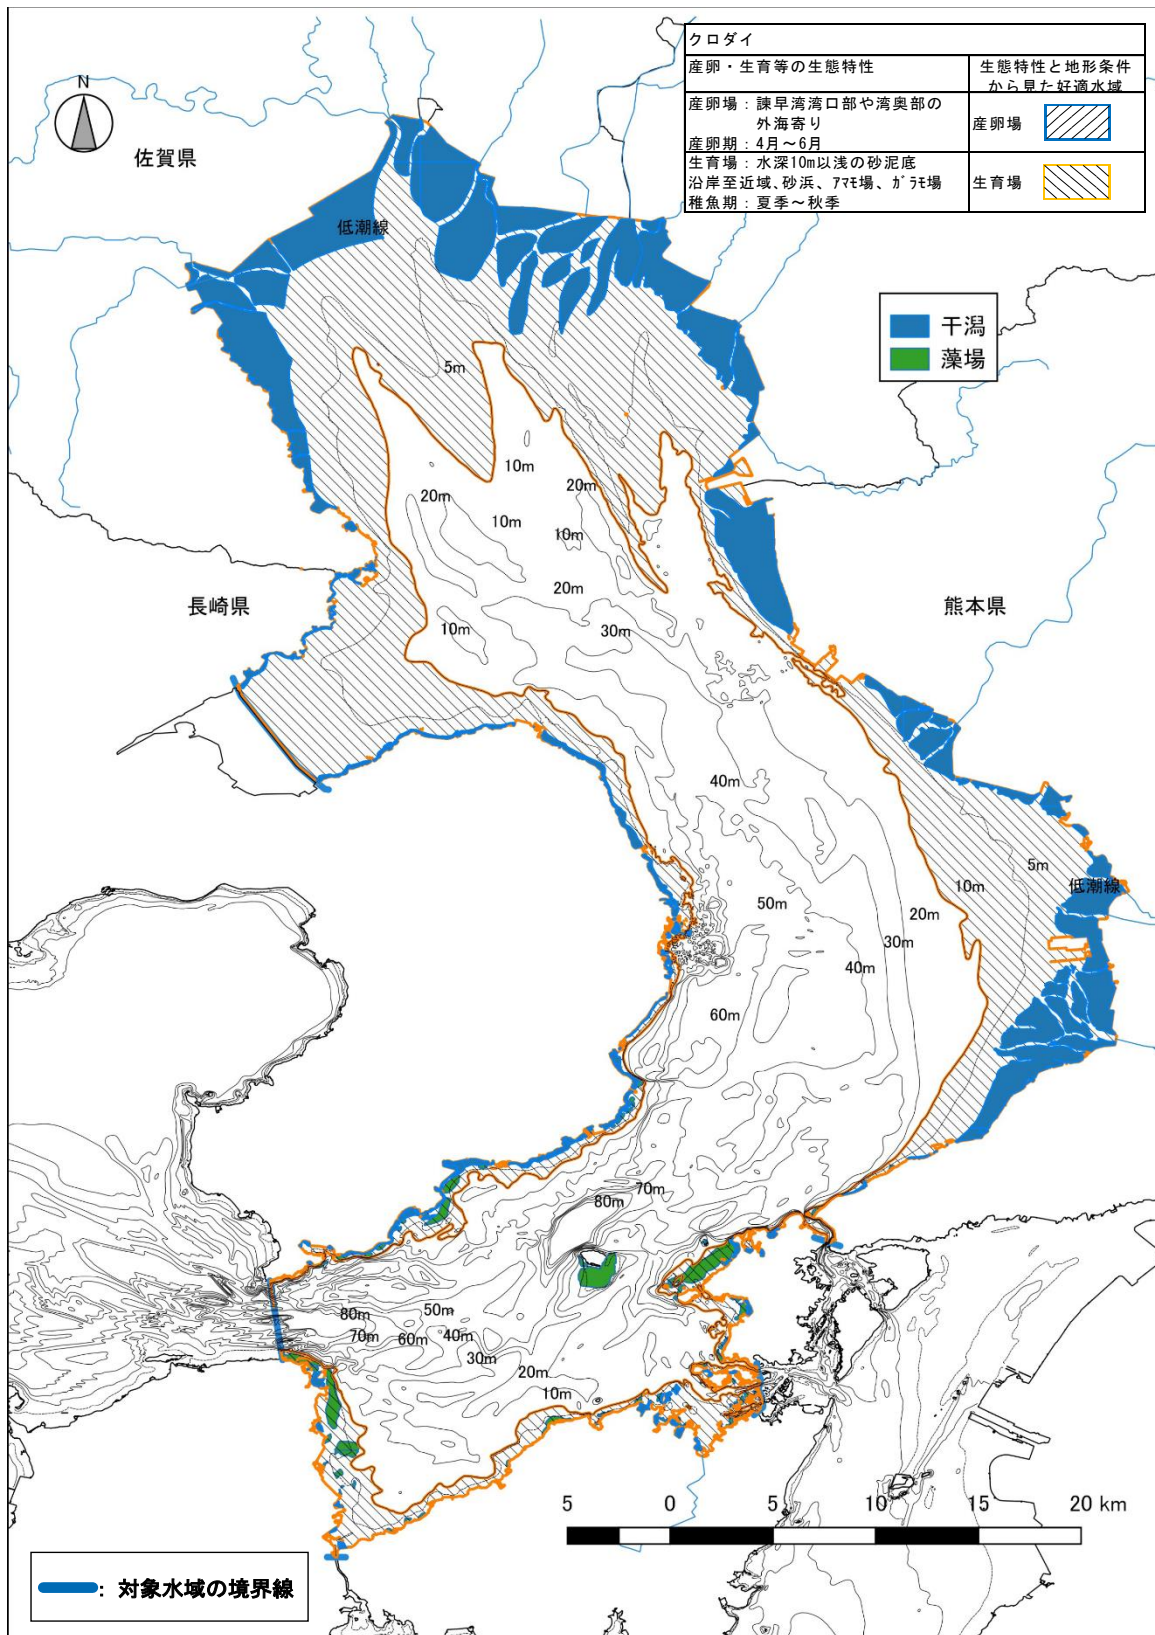 クロダイ
産卵・生育等の生態特性
生態特性と地形条件
から見た好適水域
産卵場：諫早湾湾口部や湾奥部の
外海寄り
産卵期：4月～6月
産卵場
生育場：水深10m以浅の砂泥底
沿岸至近域、砂浜、アマモ場、ガラモ場
稚魚期：夏季～秋季
生育場
N
佐賀県
低潮線
干潟
藻場
5m
10m
20m
20m
10m
10m
20m
長崎県
熊本県
10m
30m
40m
5m
10m
低潮線
50m
20m
30m
40m
60m
70m
80m
80m
50m
70m
60m
40m
30m
20m
10m
5 0 5 10 15 20 km
：対象水域の境界線